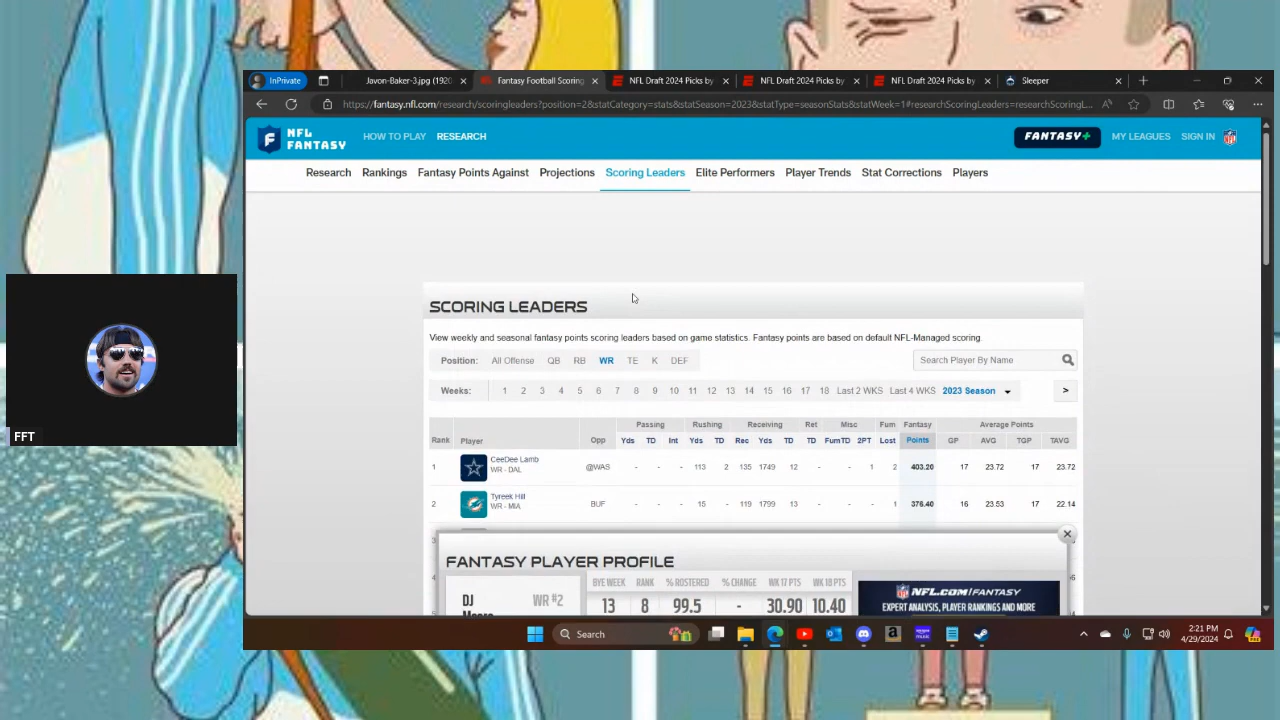 InPrivate
Javon-Baker-3.jpg (1920
Fantasy Football Scoring
NFL Draft 2024 Picks by
NFL Draft 2024 Picks by
NFL Draft 2024 Picks by
Sleeper
https://fantasy.nfl.com/research/scoringleaders?position=2&statCategory=stats&statSeason=2023&statType=seasonStats&statWeek=1#researchScoringLeaders=researchScoringL...
NFL
FANTASY
HOW TO PLAY
RESEARCH
FANTASY+
MY LEAGUES
SIGN IN
Research
Rankings
Fantasy Points Against
Projections
Scoring Leaders
Elite Performers
Player Trends
Stat Corrections
Players
SCORING LEADERS
View weekly and seasonal fantasy points scoring leaders based on game statistics. Fantasy points are based on default NFL-Managed scoring.
Position: All Offense QB RB WR TE K DEF
Search Player By Name
Weeks: 1 2 3 4 5 6 7 8 9 10 11 12 13 14 15 16 17 18 Last 2 WKS Last 4 WKS 2023 Season >
Passing Rushing Receiving Ret Misc Fum Fantasy Average Points
Rank Player Opp Yds TD Int Yds TD Rec Yds TD TD FumTD 2PT Lost Points GP AVG TGP TAVG
1 CeeDee Lamb @WAS - - - 113 2 135 1749 12 - - 1 2 403.20 17 23.72 17 23.72
WR - DAL
2 Tyreek Hill BUF - - - 15 - 119 1799 13 - - - 1 376.40 16 23.53 17 22.14
WR - MIA
FANTASY PLAYER PROFILE
DJ
WR #2
BYE WEEK RANK % ROSTERED % CHANGE WK 17 PTS WK 18 PTS
13 8 99.5 - 30.90 10.40
NFL.COM/FANTASY
EXPERT ANALYSIS, PLAYER RANKINGS AND MORE
FFT
Search
2:21 PM
4/29/2024